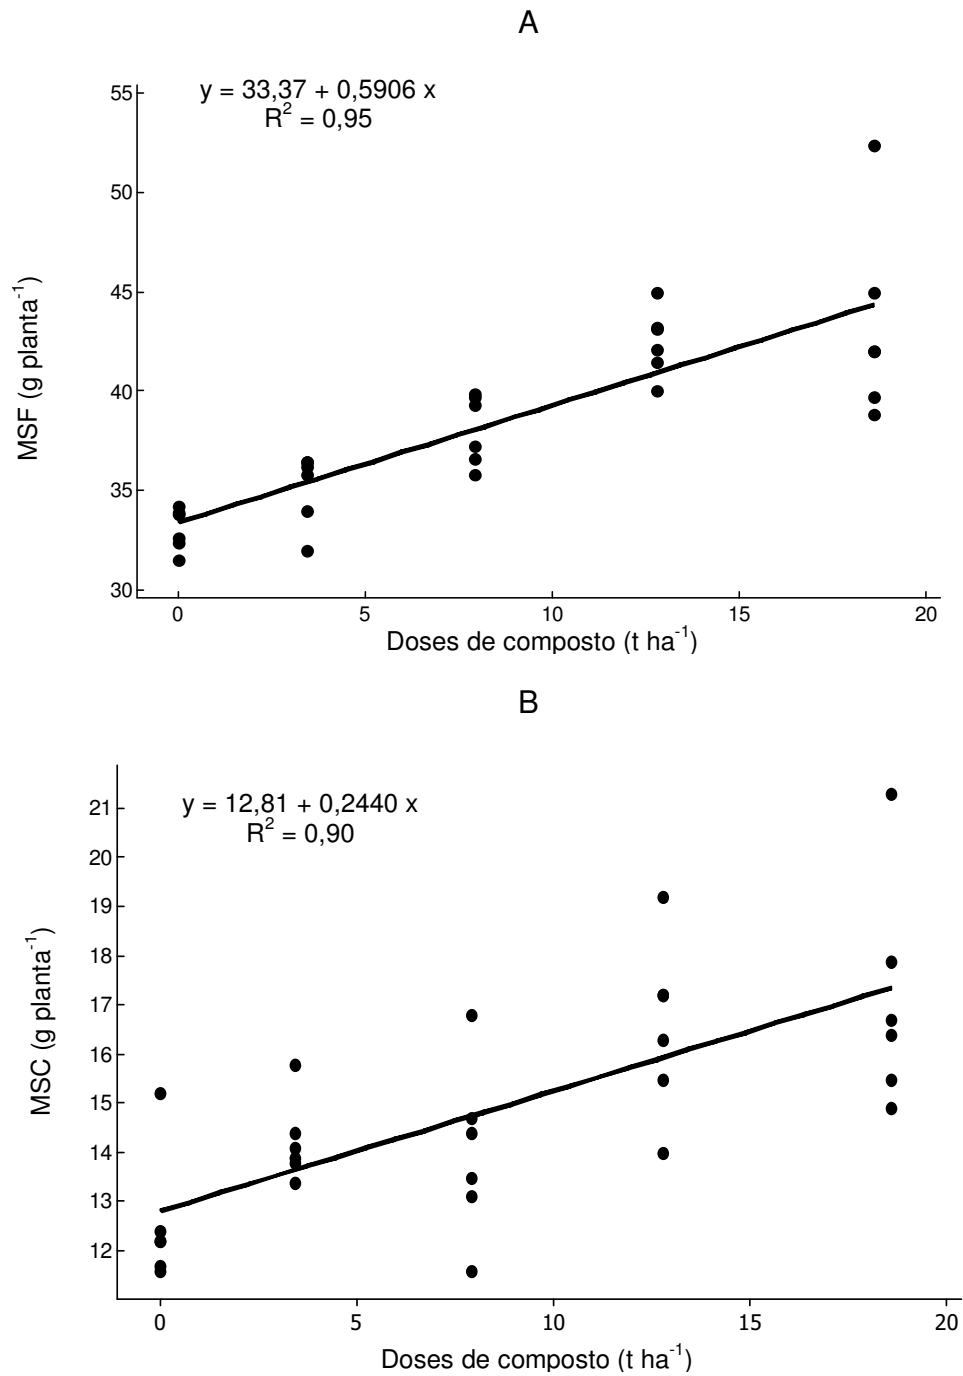 A
y = 33,37 + 0,5906 x
R² = 0,95
55
50
45
40
35
30
MSF (g planta⁻¹)
0 5 10 15 20
Doses de composto (t ha⁻¹)
B
y = 12,81 + 0,2440 x
R² = 0,90
21
20
19
18
17
16
15
14
13
12
MSC (g planta⁻¹)
0 5 10 15 20
Doses de composto (t ha⁻¹)